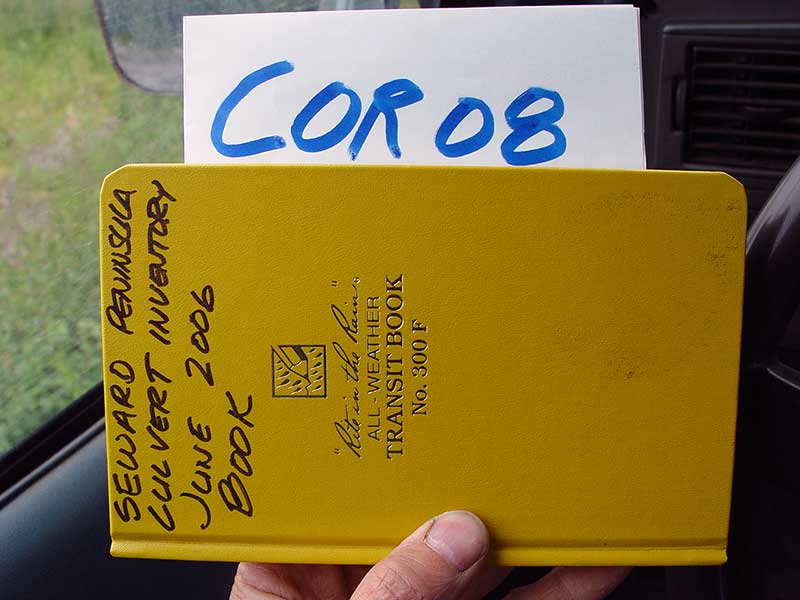 COR 08
SEWARD PENINSULA
CULVERT INVENTORY
JUNE 2006
BOOK
"Rite in the Rain"
ALL-WEATHER
TRANSIT BOOK
No. 300 F